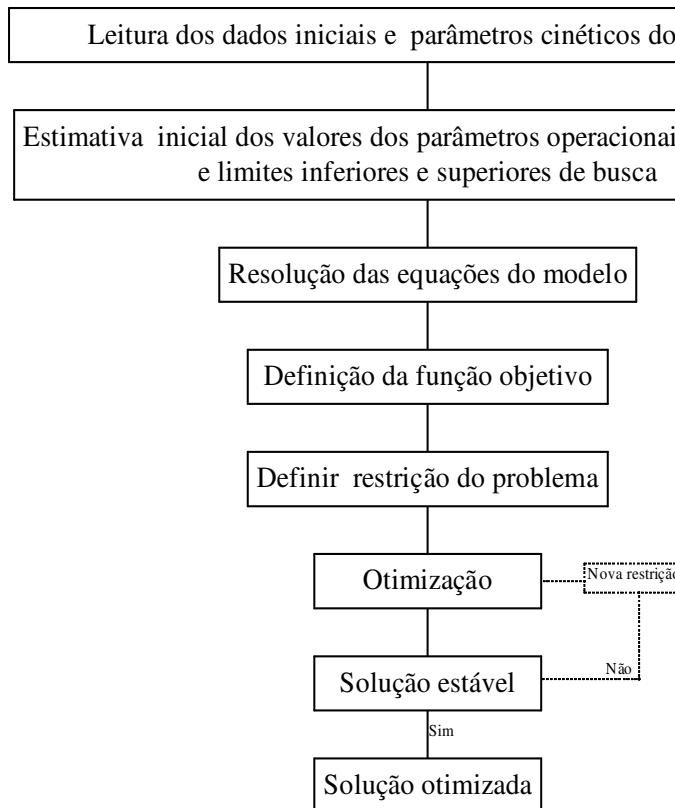 Leitura dos dados iniciais e parâmetros cinéticos do
Estimativa inicial dos valores dos parâmetros operacionai
e limites inferiores e superiores de busca
Resolução das equações do modelo
Definição da função objetivo
Definir restrição do problema
Otimização
Nova restrição
Solução estável
Não
Sim
Solução otimizada